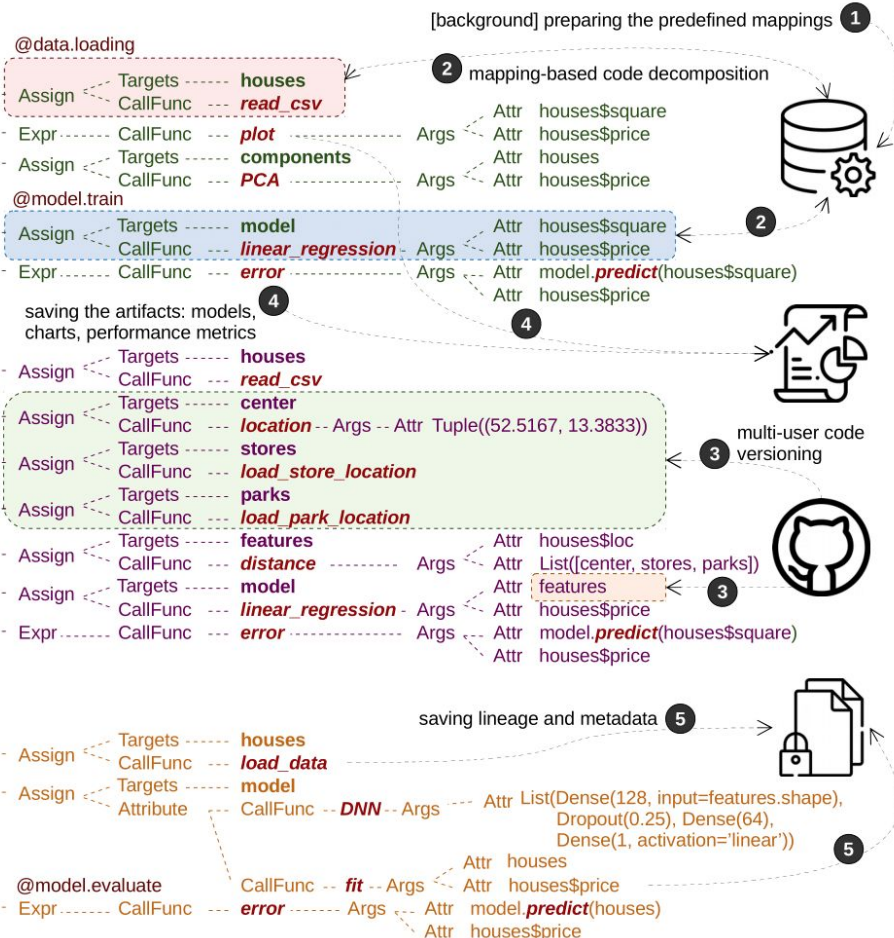 [background] preparing the predefined mappings 1
@data.loading
2 mapping-based code decomposition
Assign Targets houses
CallFunc read_csv
Attr houses$square
Expr CallFunc plot Args Attr houses$price
Assign Targets components Attr houses
CallFunc PCA Args Attr houses$price
@model.train
Assign Targets model Attr houses$square
2
CallFunc linear_regression Args Attr houses$price
Expr CallFunc error Args Attr model.predict(houses$square)
Attr houses$price
saving the artifacts: models, 4
charts, performance metrics
4
Assign Targets houses
CallFunc read_csv
Assign Targets center
CallFunc location Args Attr Tuple((52.5167, 13.3833))
3 multi-user code
versioning
Assign Targets stores
CallFunc load_store_location
Assign Targets parks
CallFunc load_park_location
Assign Targets features Attr houses$loc
CallFunc distance Args Attr List([center, stores, parks])
Assign Targets model Attr features
3
CallFunc linear_regression Args Attr houses$price
Expr CallFunc error Args Attr model.predict(houses$square)
Attr houses$price
saving lineage and metadata 5
Assign Targets houses
CallFunc load_data
Assign Targets model
Attribute CallFunc DNN Args Attr List(Dense(128, input=features.shape),
Dropout(0.25), Dense(64),
Dense(1, activation='linear'))
5
Attr houses
@model.evaluate CallFunc fit Args Attr houses$price
Expr CallFunc error Args Attr model.predict(houses)
Attr houses$price